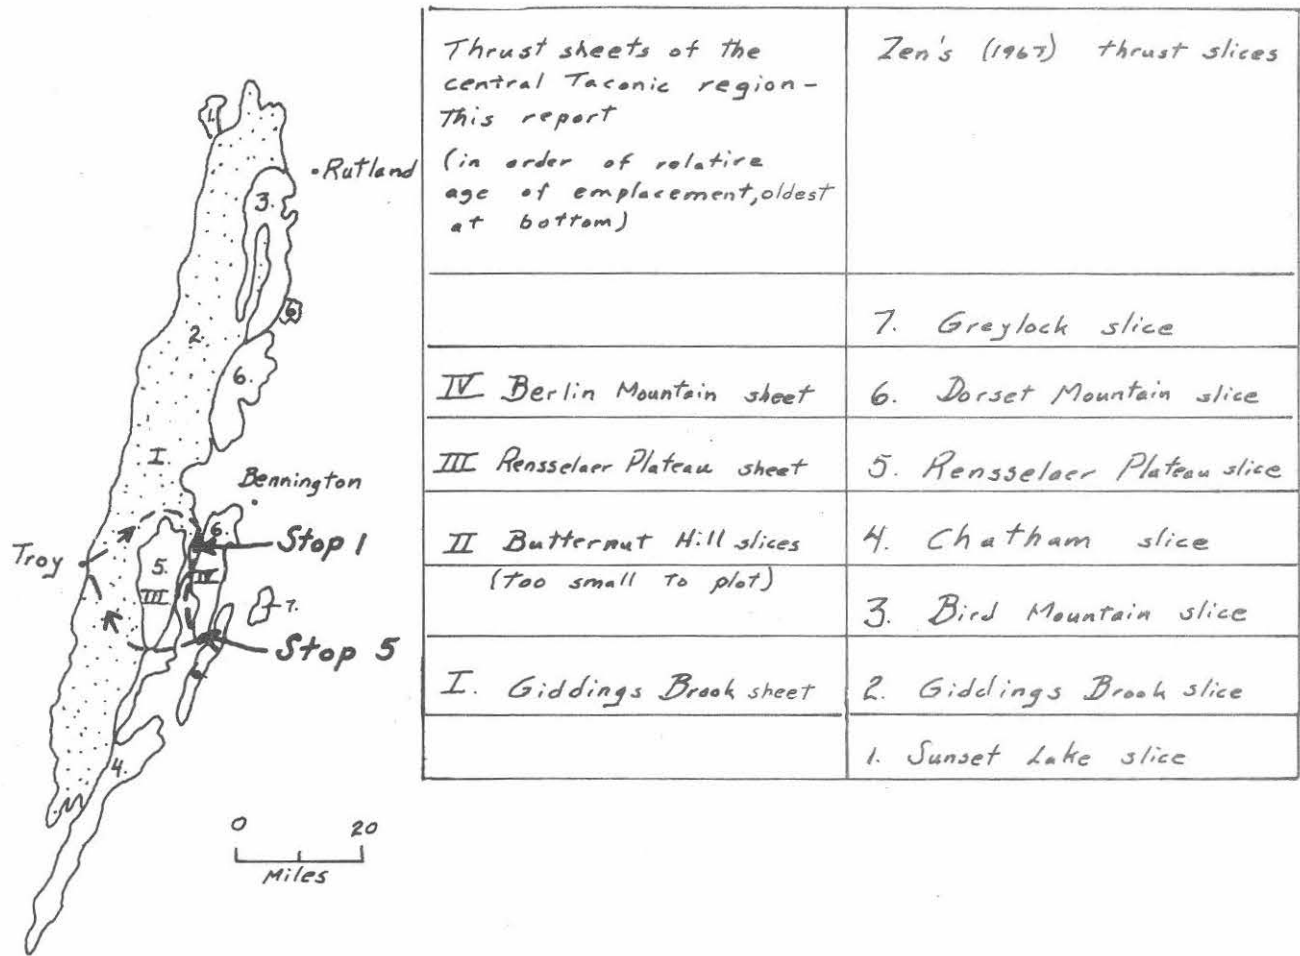 1.
Rutland
3.
6
2.
6.
I
Bennington
6
Stop 1
Troy
5.
III
IV
7.
Stop 5
6.
4.
0 20
Miles
Thrust sheets of the
central Taconic region-
This report
(in order of relative
age of emplacement, oldest
at bottom)
Zen's (1967) thrust slices
7. Greylock slice
IV Berlin Mountain sheet
6. Dorset Mountain slice
III Rensselaer Plateau sheet
5. Rensselaer Plateau slice
II Butternut Hill slices
(too small to plot)
4. Chatham slice
3. Bird Mountain slice
I. Giddings Brook sheet
2. Giddings Brook slice
1. Sunset Lake slice